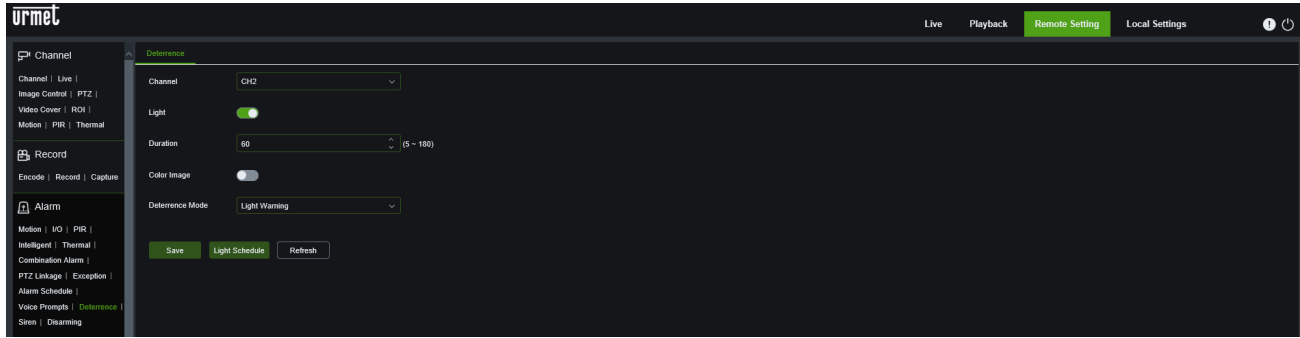 urmet
Live Playback Remote Setting Local Settings
Channel
Channel | Live |
Image Control | PTZ |
Video Cover | ROI |
Motion | PIR | Thermal
Record
Encode | Record | Capture
Alarm
Motion | I/O | PIR |
Intelligent | Thermal |
Combination Alarm |
PTZ Linkage | Exception |
Alarm Schedule |
Voice Prompts | Deterrence |
Siren | Disarming
Deterrence
Channel CH2
Light
Duration 60 (5 ~ 180)
Color Image
Deterrence Mode Light Warning
Save Light Schedule Refresh